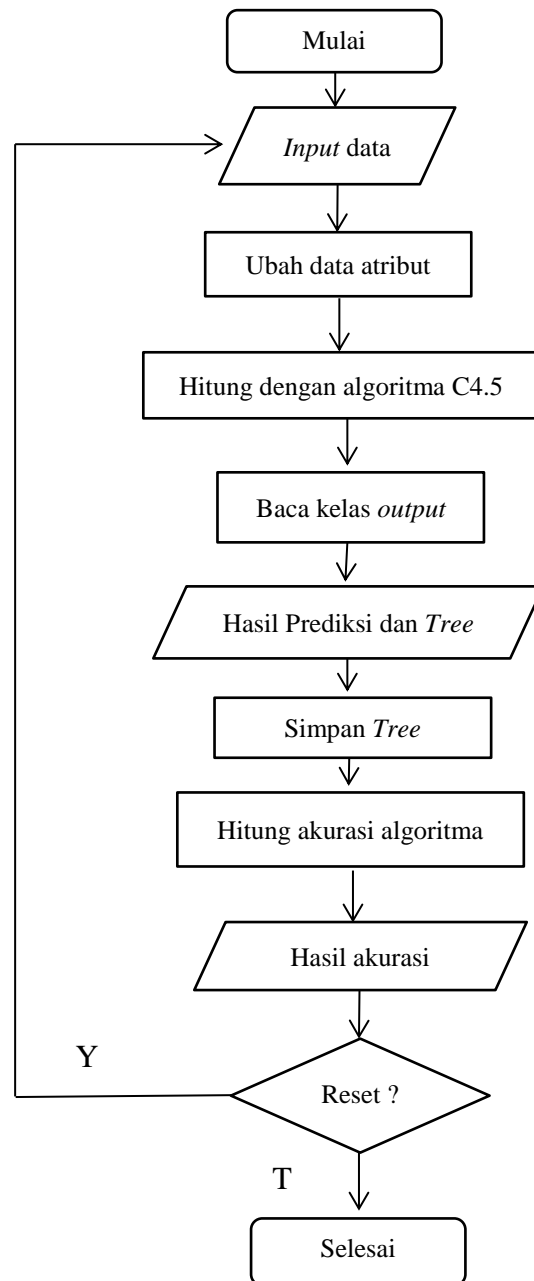 Mulai
Input data
Ubah data atribut
Hitung dengan algoritma C4.5
Baca kelas output
Hasil Prediksi dan Tree
Simpan Tree
Hitung akurasi algoritma
Hasil akurasi
Y
Reset ?
T
Selesai